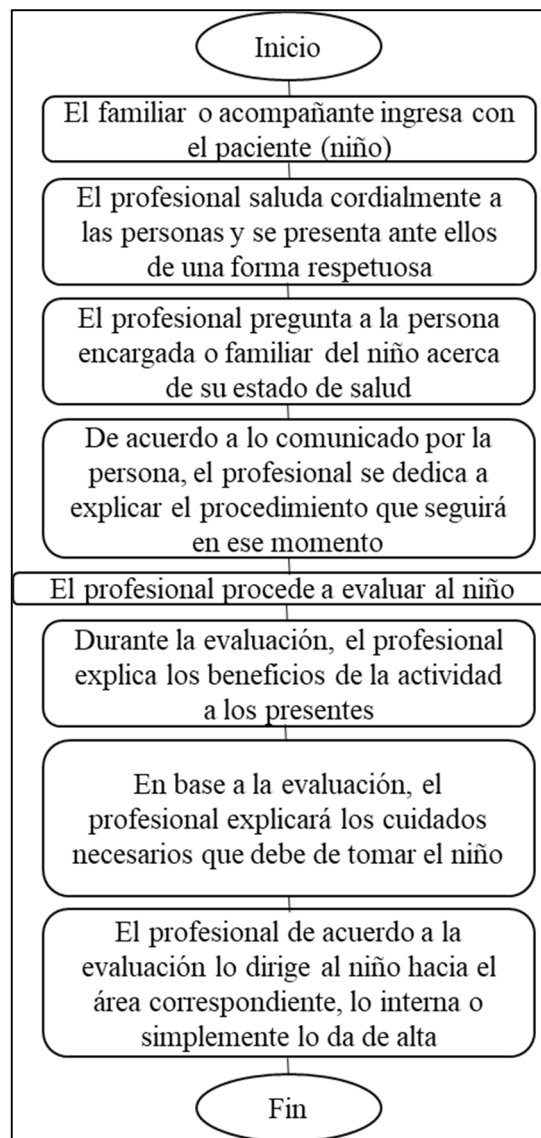 Inicio
El familiar o acompañante ingresa con
el paciente (niño)
El profesional saluda cordialmente a
las personas y se presenta ante ellos
de una forma respetuosa
El profesional pregunta a la persona
encargada o familiar del niño acerca
de su estado de salud
De acuerdo a lo comunicado por la
persona, el profesional se dedica a
explicar el procedimiento que seguirá
en ese momento
El profesional procede a evaluar al niño
Durante la evaluación, el profesional
explica los beneficios de la actividad
a los presentes
En base a la evaluación, el
profesional explicará los cuidados
necesarios que debe de tomar el niño
El profesional de acuerdo a la
evaluación lo dirige al niño hacia el
área correspondiente, lo interna o
simplemente lo da de alta
Fin